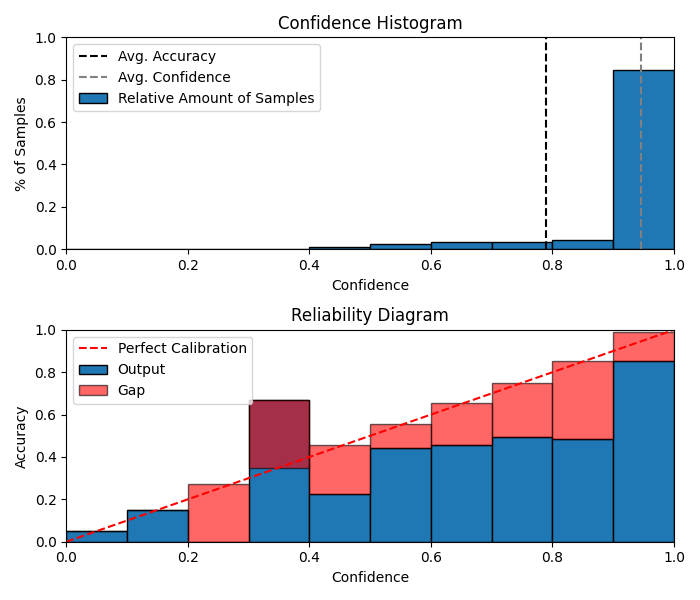 Confidence Histogram
1.0
0.8
0.6
0.4
0.2
0.0
% of Samples
Avg. Accuracy
Avg. Confidence
Relative Amount of Samples
0.0 0.2 0.4 0.6 0.8 1.0
Confidence
Reliability Diagram
1.0
0.8
0.6
0.4
0.2
0.0
Accuracy
Perfect Calibration
Output
Gap
0.0 0.2 0.4 0.6 0.8 1.0
Confidence